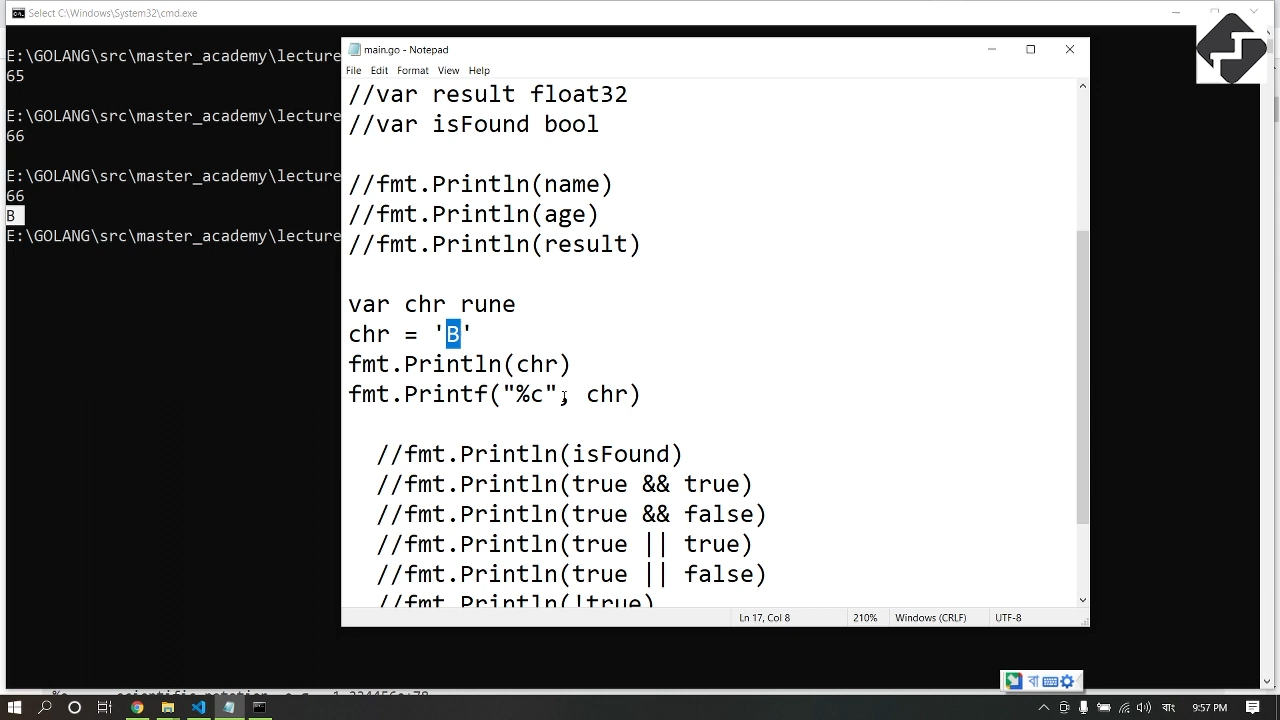 Select C:\Windows\System32\cmd.exe
E:\GOLANG\src\master_academy\lecture
65
E:\GOLANG\src\master_academy\lecture
66
E:\GOLANG\src\master_academy\lecture
66
B
E:\GOLANG\src\master_academy\lecture
main.go - Notepad
File Edit Format View Help
//var result float32
//var isFound bool
//fmt.Println(name)
//fmt.Println(age)
//fmt.Println(result)
var chr rune
chr = 'B'
fmt.Println(chr)
fmt.Printf("%c", chr)
//fmt.Println(isFound)
//fmt.Println(true && true)
//fmt.Println(true && false)
//fmt.Println(true || true)
//fmt.Println(true || false)
//fmt.Println(!true)
Ln 17, Col 8 210% Windows (CRLF) UTF-8
বা
বাং 9:57 PM